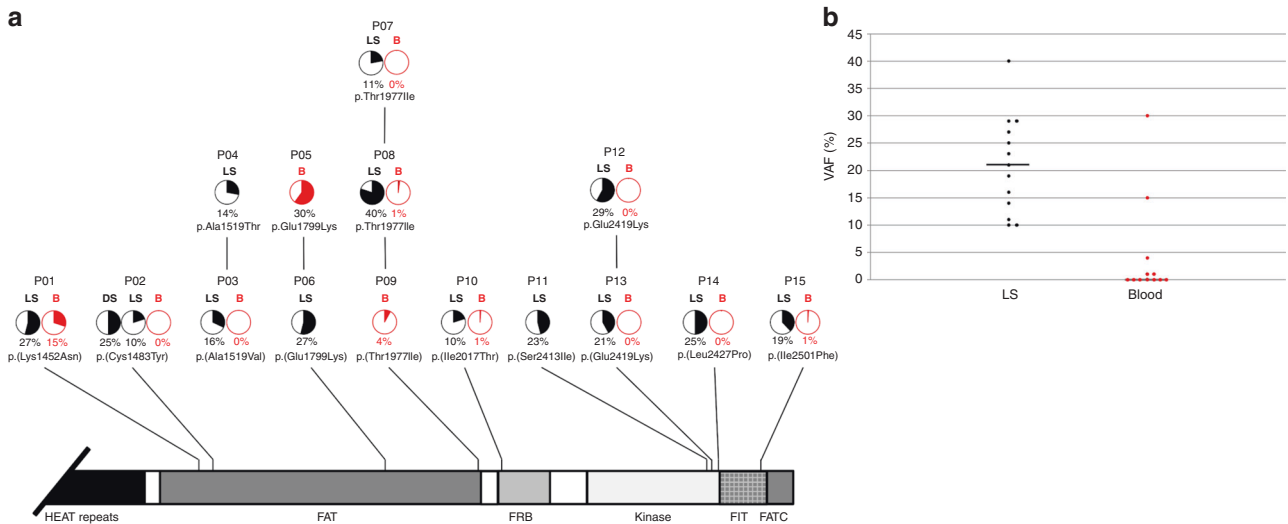 a
P07
LS B
11% 0%
p.Thr1977Ile
P04 P05 P08 P12
LS B LS B LS B
14% 30% 40% 1% 29% 0%
p.Ala1519Thr p.Glu1799Lys p.Thr1977Ile p.Glu2419Lys
P01 P02 P03 P06 P09 P10 P11 P13 P14 P15
LS B DS LS B LS B LS B LS B LS LS B LS B LS B
27% 15% 25% 10% 0% 16% 0% 27% 4% 10% 1% 23% 21% 0% 25% 0% 19% 1%
p.(Lys1452Asn) p.(Cys1483Tyr) p.(Ala1519Val) p.(Glu1799Lys) p.(Thr1977Ile) p.(Ile2017Thr) p.(Ser2413Ile) p.(Glu2419Lys) p.(Leu2427Pro) p.(Ile2501Phe)
HEAT repeats FAT FRB Kinase FIT FATC
b
VAF (%)
45
40
35
30
25
20
15
10
5
0
LS Blood